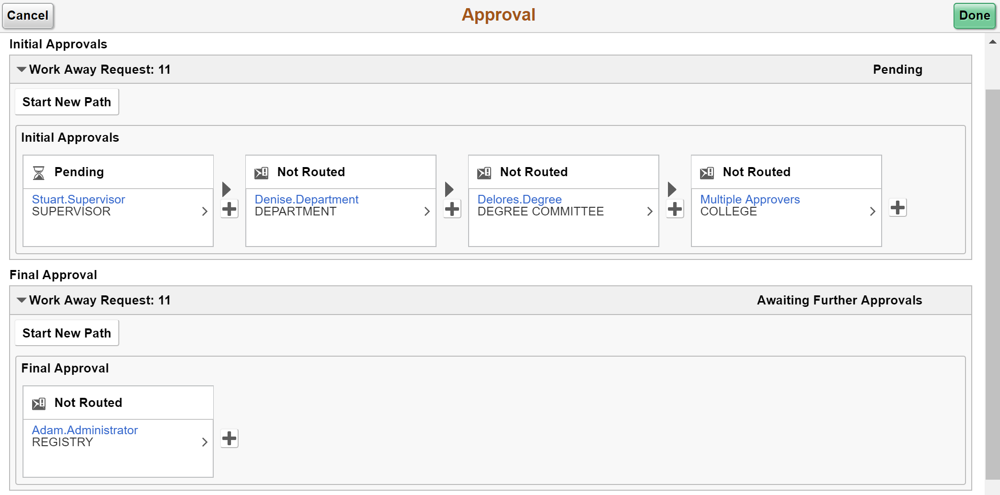 Cancel
Approval
Done
Initial Approvals
Work Away Request: 11
Pending
Start New Path
Initial Approvals
Pending
Stuart.Supervisor
SUPERVISOR
Not Routed
Denise.Department
DEPARTMENT
Not Routed
Delores.Degree
DEGREE COMMITTEE
Not Routed
Multiple Approvers
COLLEGE
Final Approval
Work Away Request: 11
Awaiting Further Approvals
Start New Path
Final Approval
Not Routed
Adam.Administrator
REGISTRY